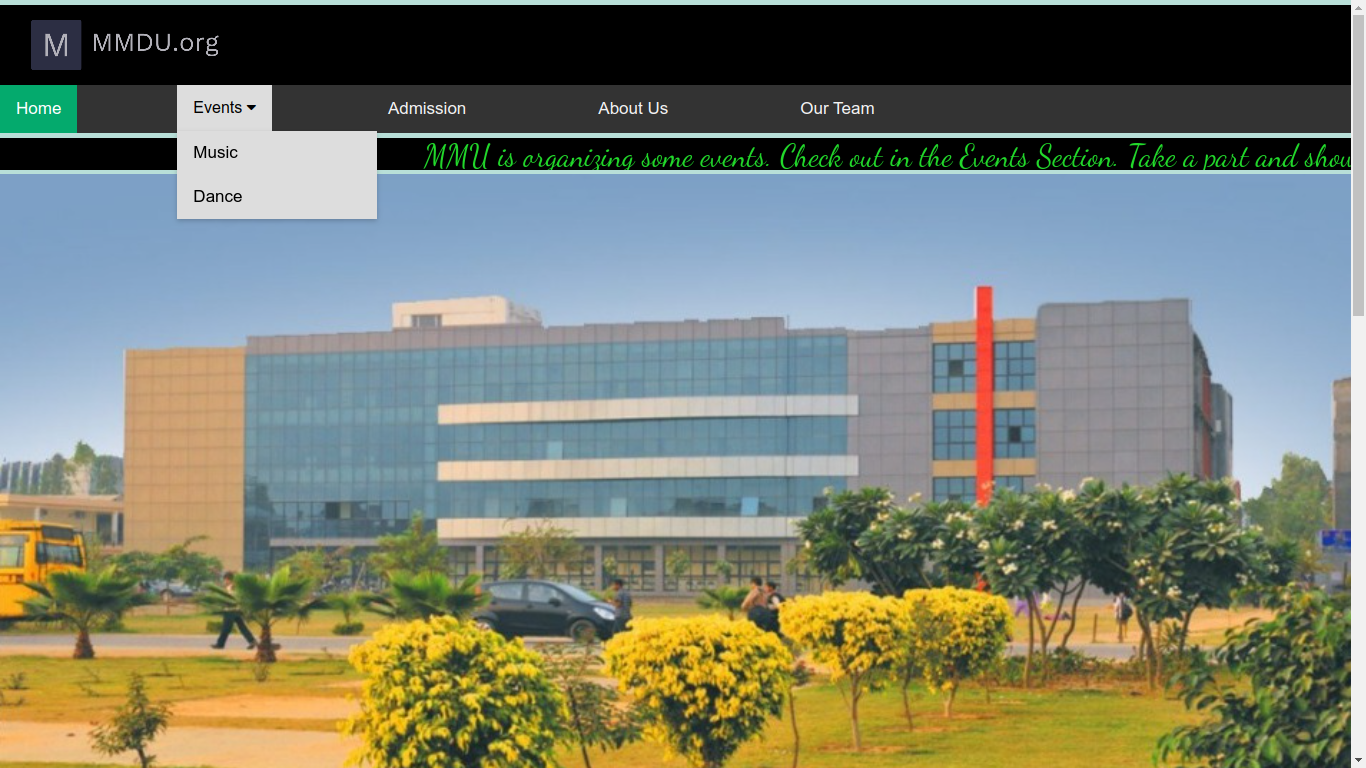 M MMDU.org
Home Events Admission About Us Our Team
Music
Dance
MMU is organizing some events. Check out in the Events Section. Take a part and show